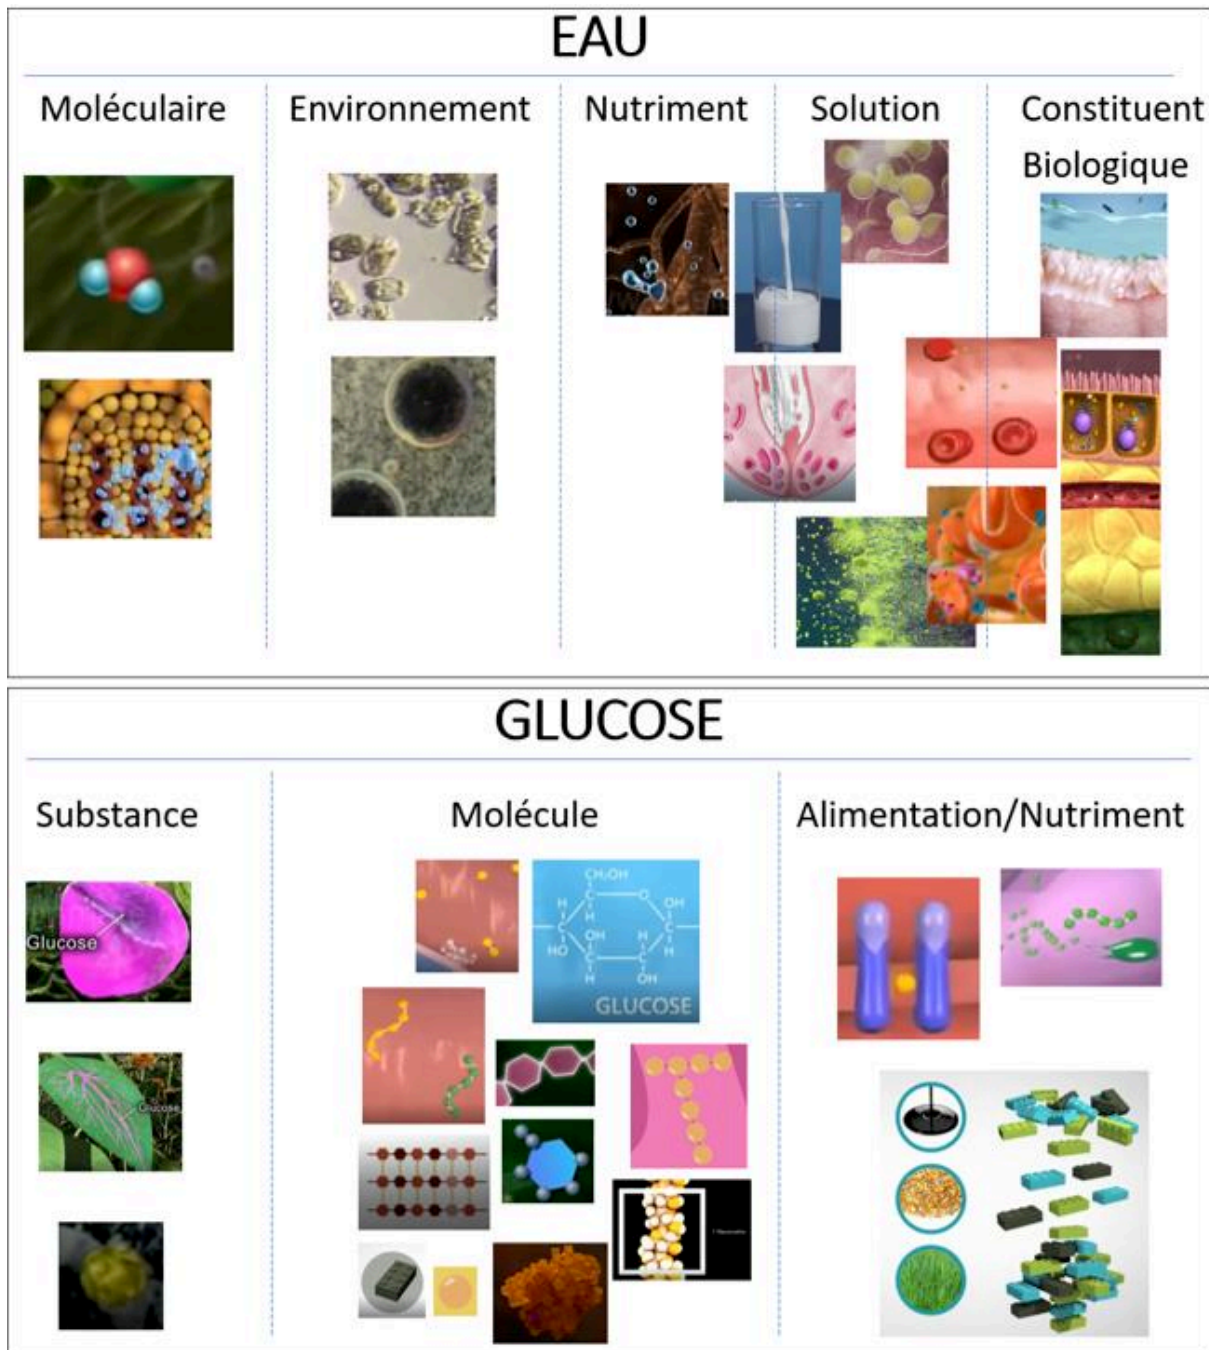 EAU
Moléculaire
Environnement
Nutriment
Solution
Constituent
Biologique
GLUCOSE
Substance
Molécule
Alimentation/Nutriment
Glucose
CH₂OH
H
C
O
OH
C
H
H
C
OH
H
C
HO
C
C
H
H
OH
GLUCOSE
Glucose